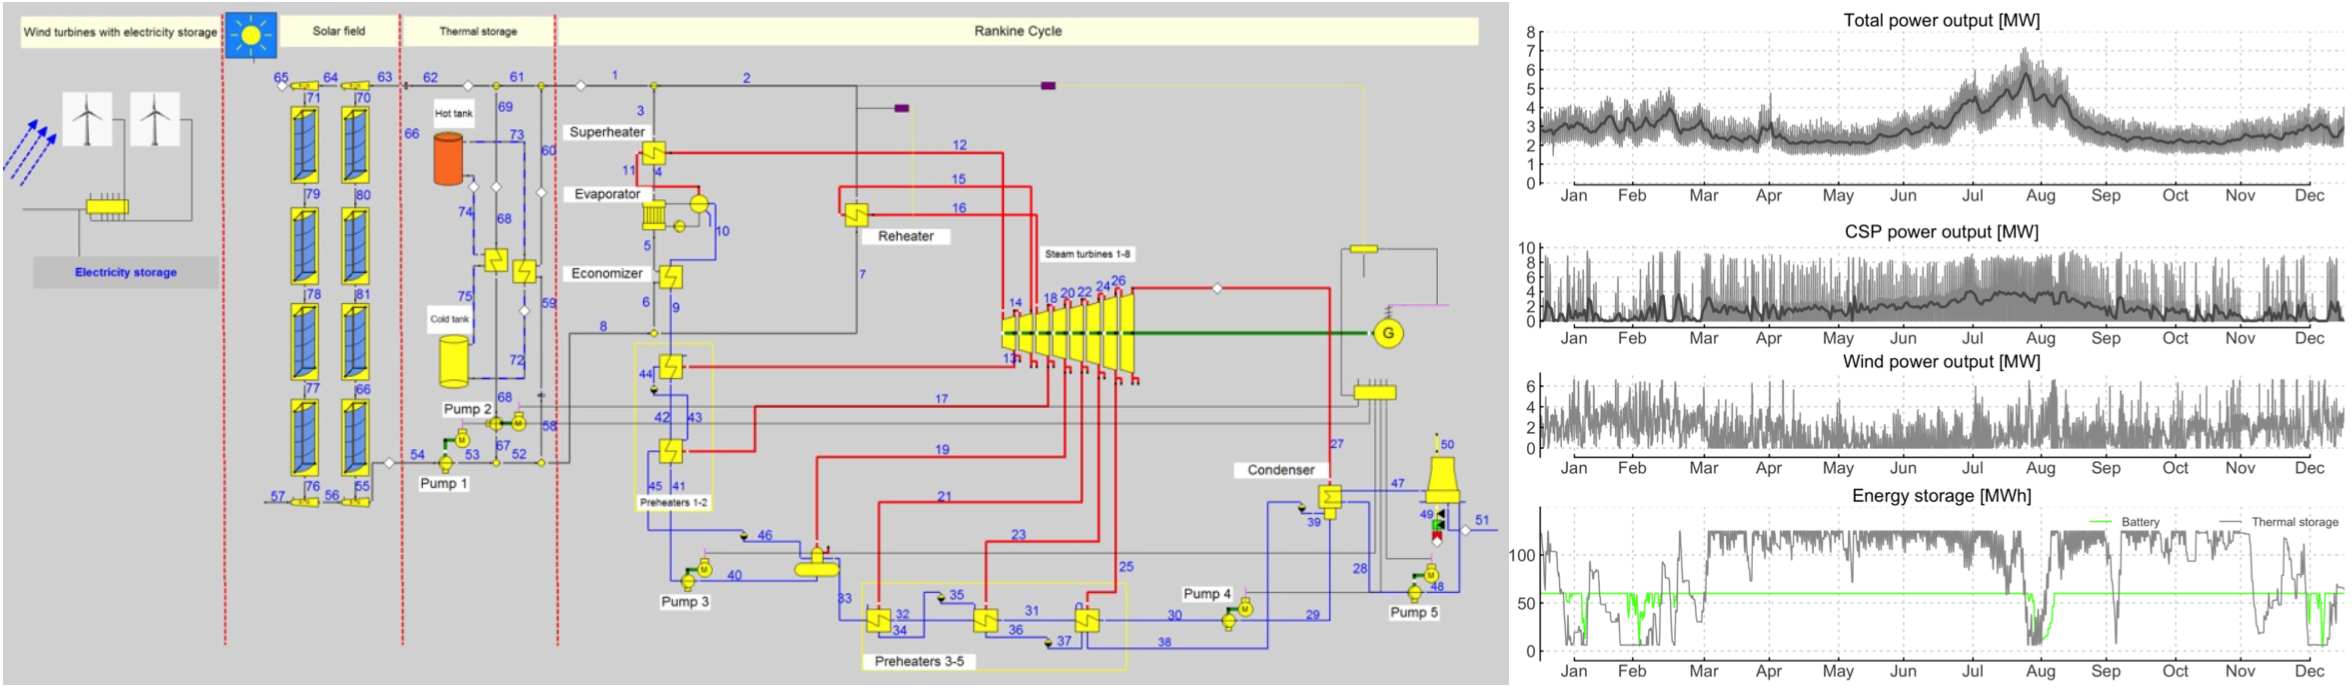 Wind turbines with electricity storage
Solar field
Thermal storage
Rankine Cycle
65 64 63 62 61 1 2
71 70 69 3
Hot tank
66 73 60
Superheater
12
11 4
Evaporator
15
79 80 74 68
16
10
Reheater
5
Steam turbines 1-8
Electricity storage
Economizer
7
78 81 75 59
6 9
14 18 20 22 24 26
Cold tank
8
G
72
13
44
77 66
68
17
Pump 2
42 43
M
58
27
50
M
67
19
54 53 52
Condenser
Pump 1
76 55
45 41
47
57 56
Preheaters 1-2
21
39
49
51
46
23
M
40
25
28
M
48
Pump 3
33
35
Pump 4
M
Pump 5
32
34
31
36
30
29
37
38
Preheaters 3-5
Total power output [MW]
8
7
6
5
4
3
2
1
0
Jan Feb Mar Apr May Jun Jul Aug Sep Oct Nov Dec
CSP power output [MW]
10
8
6
4
2
0
Jan Feb Mar Apr May Jun Jul Aug Sep Oct Nov Dec
Wind power output [MW]
6
4
2
0
Jan Feb Mar Apr May Jun Jul Aug Sep Oct Nov Dec
Energy storage [MWh]
Battery
Thermal storage
100
50
0
Jan Feb Mar Apr May Jun Jul Aug Sep Oct Nov Dec